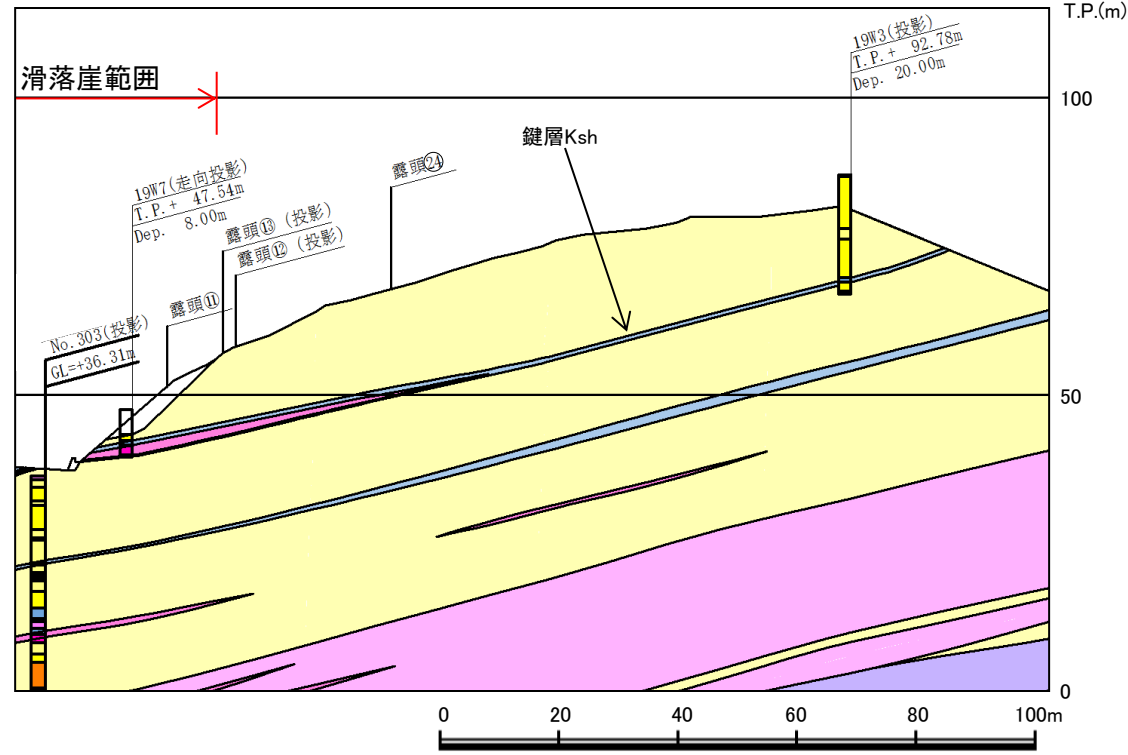 T.P.(m)
19W3(投影)
T.P.+ 92.78m
Dep. 20.00m
滑落崖範囲
100
鍵層Ksh
露頭㉔
19W7(走向投影)
T.P.+ 47.54m
Dep. 8.00m
露頭⑬ (投影)
露頭⑫ (投影)
露頭⑪
No.303(投影)
GL=+36.31m
50
0
0 20 40 60 80 100m